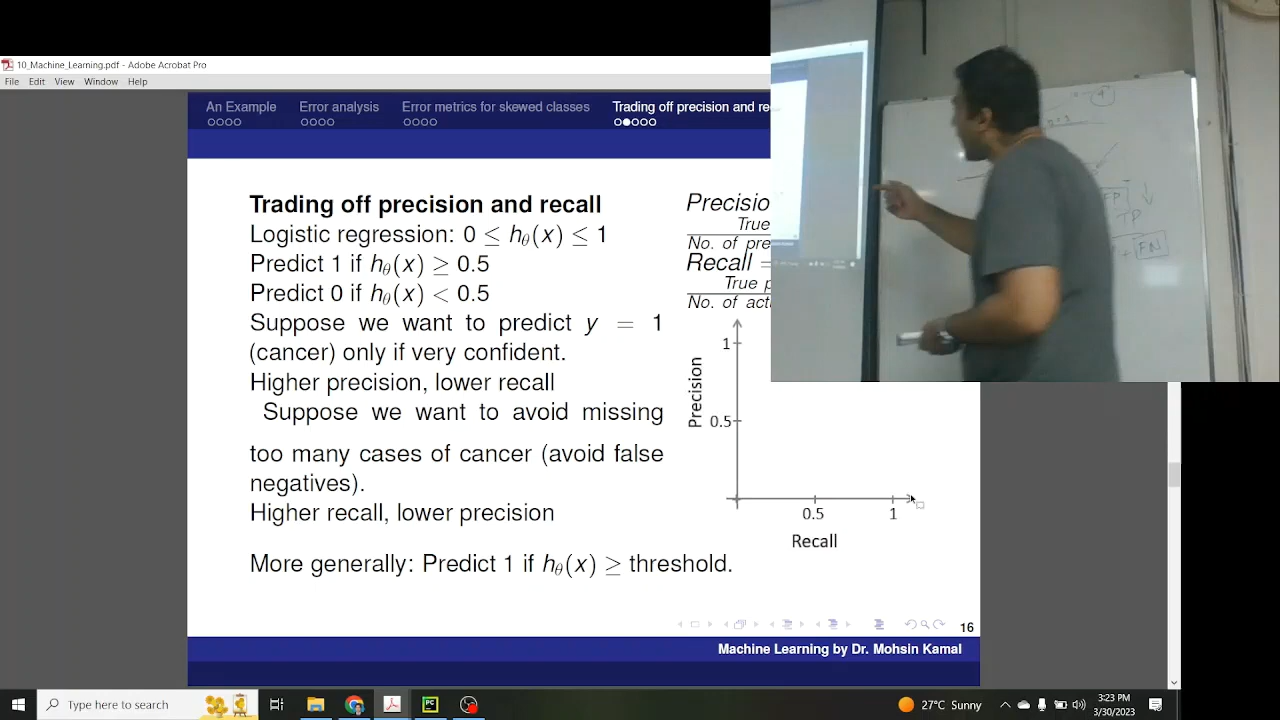 10_Machine_Learning.pdf - Adobe Acrobat Pro
File Edit View Window Help
An Example Error analysis Error metrics for skewed classes Trading off precision and re
Trading off precision and recall
Logistic regression: 0 ≤ hθ(x) ≤ 1
Predict 1 if hθ(x) ≥ 0.5
Predict 0 if hθ(x) < 0.5
Suppose we want to predict y = 1
(cancer) only if very confident.
Higher precision, lower recall
Suppose we want to avoid missing
too many cases of cancer (avoid false
negatives).
Higher recall, lower precision
More generally: Predict 1 if hθ(x) ≥ threshold.
Precisio
True
No. of pre
Recall =
True p
No. of actu
1
Precision
0.5
0.5 1
Recall
FP
TP
+ FN
16
Machine Learning by Dr. Mohsin Kamal
Type here to search
27°C Sunny
3:23 PM
3/30/2023